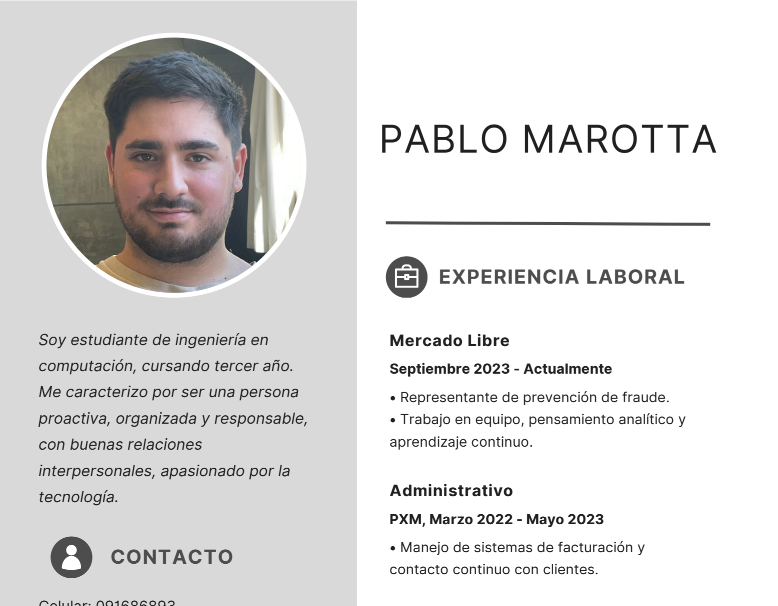 PABLO MAROTTA
EXPERIENCIA LABORAL
Mercado Libre
Septiembre 2023 - Actualmente
• Representante de prevención de fraude.
• Trabajo en equipo, pensamiento analítico y
aprendizaje continuo.
Administrativo
PXM, Marzo 2022 - Mayo 2023
• Manejo de sistemas de facturación y
contacto continuo con clientes.
Soy estudiante de ingeniería en
computación, cursando tercer año.
Me caracterizo por ser una persona
proactiva, organizada y responsable,
con buenas relaciones
interpersonales, apasionado por la
tecnología.
CONTACTO
Celular: 091686893